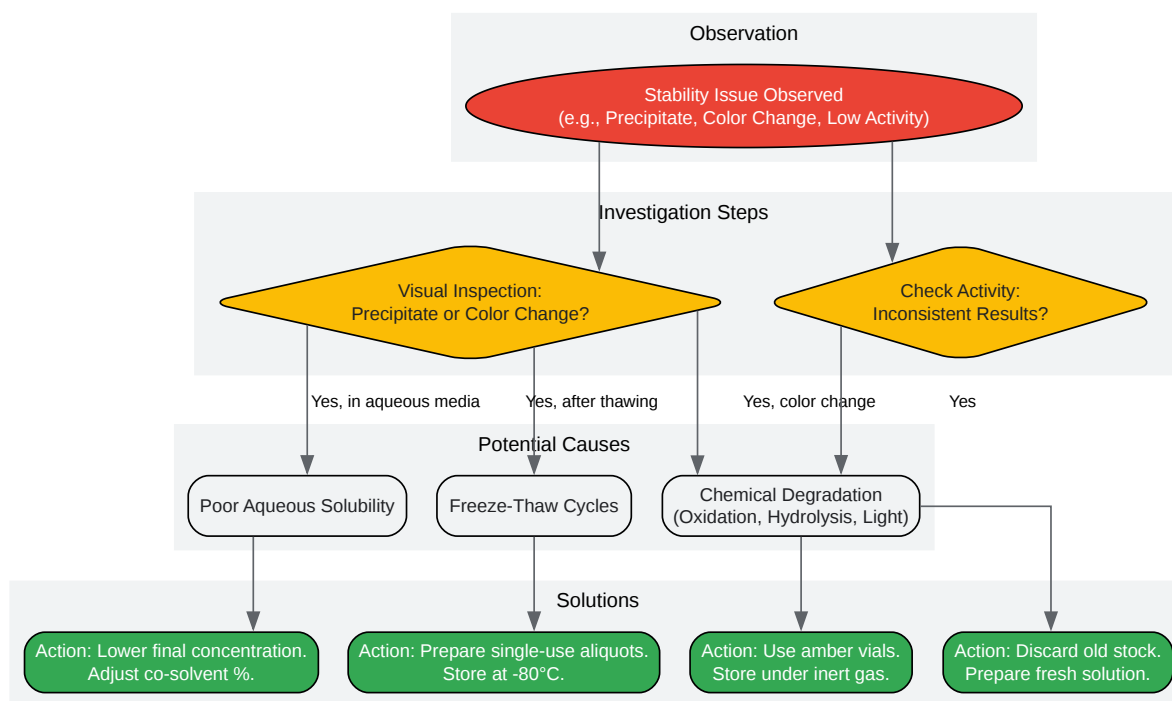 Observation
Stability Issue Observed
(e.g., Precipitate, Color Change, Low Activity)
Investigation Steps
Visual Inspection:
Precipitate or Color Change?
Check Activity:
Inconsistent Results?
Yes, in aqueous media
Yes, after thawing
Yes, color change
Yes
Potential Causes
Poor Aqueous Solubility
Freeze-Thaw Cycles
Chemical Degradation
(Oxidation, Hydrolysis, Light)
Solutions
Action: Lower final concentration.
Adjust co-solvent %.
Action: Prepare single-use aliquots.
Store at -80°C.
Action: Use amber vials.
Store under inert gas.
Action: Discard old stock.
Prepare fresh solution.